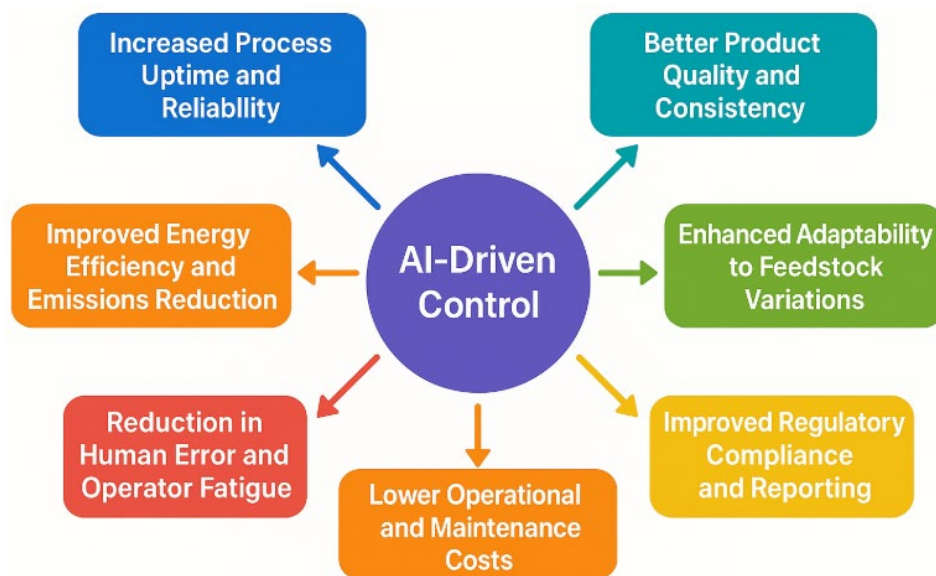 Increased Process
Uptime and
Reliabllity
Better Product
Quality and
Consistency
Improved Energy
Efficiency and
Emissions Reduction
AI-Driven
Control
Enhanced Adaptability
to Feedstock
Variations
Reduction in
Human Error and
Operator Fatigue
Lower Operational
and Maintenance
Costs
Improved Regulatory
Compliance
and Reporting